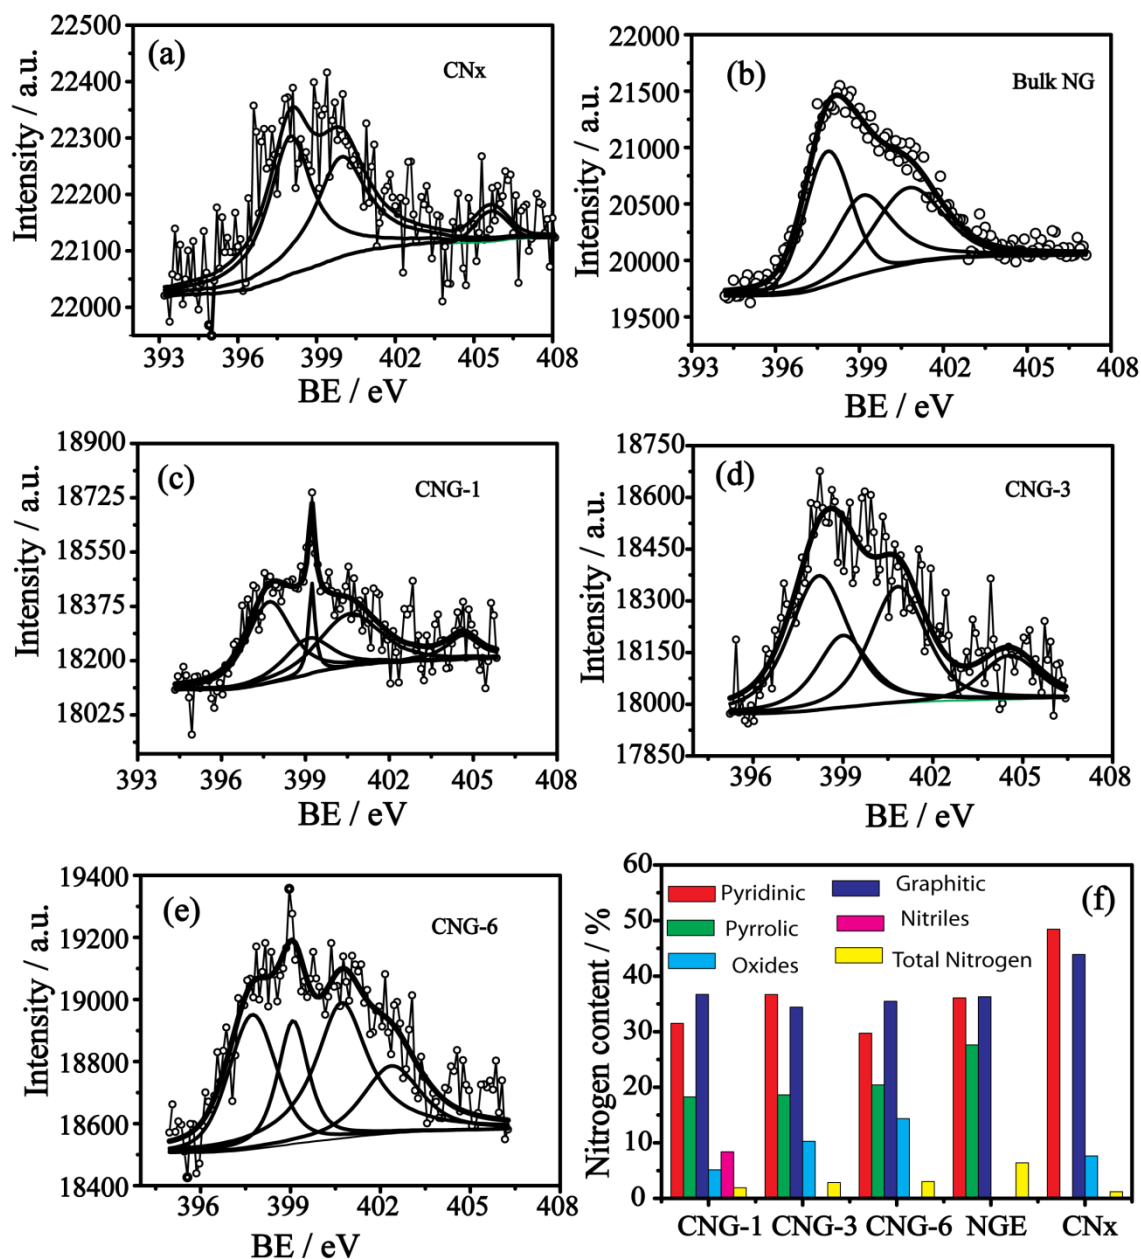 (a)
CNx
22500
22400
22300
22200
22100
22000
Intensity / a.u.
393 396 399 402 405 408
BE / eV
(b)
Bulk NG
22000
21500
21000
20500
20000
19500
Intensity / a.u.
393 396 399 402 405 408
BE / eV
(c)
CNG-1
18900
18725
18550
18375
18200
18025
Intensity / a.u.
393 396 399 402 405 408
BE / eV
(d)
CNG-3
18750
18600
18450
18300
18150
18000
17850
Intensity / a.u.
396 399 402 405 408
BE / eV
(e)
CNG-6
19400
19200
19000
18800
18600
18400
Intensity / a.u.
396 399 402 405 408
BE / eV
(f)
60
50
40
30
20
10
0
Nitrogen content / %
Pyridinic
Pyrrolic
Oxides
Graphitic
Nitriles
Total Nitrogen
CNG-1 CNG-3 CNG-6 NGE CNx